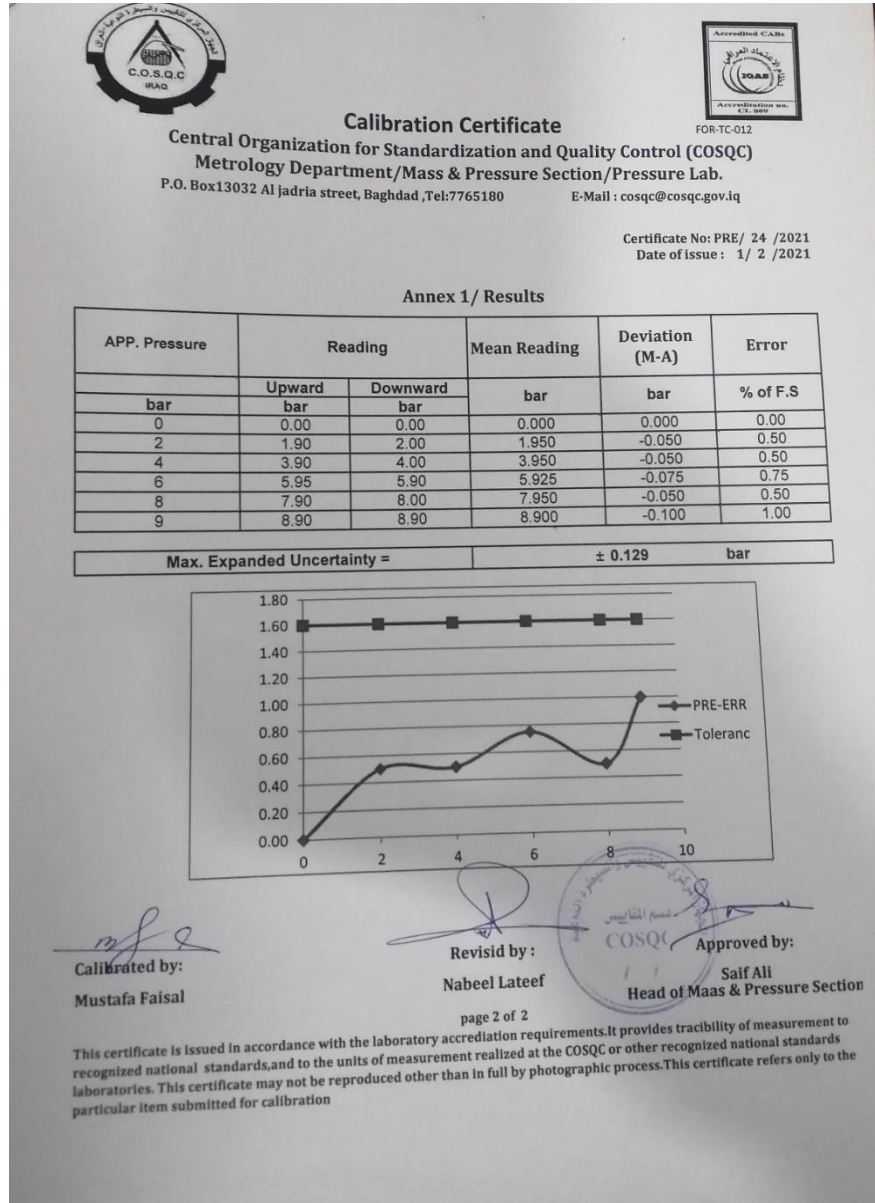 الجهاز المركزي للتقييس والسيطرة النوعية
C.O.S.Q.C
IRAQ
Accredited CABs
نظام الاعتماد العراقي
IQAS
Accreditation no.
FOR-TC-012
Calibration Certificate
Central Organization for Standardization and Quality Control (COSQC)
Metrology Department/Mass & Pressure Section/Pressure Lab.
P.O. Box13032 Al jadria street, Baghdad ,Tel:7765180 E-Mail : cosqc@cosqc.gov.iq
Certificate No: PRE/ 24 /2021
Date of issue : 1/ 2 /2021
Annex 1/ Results
APP. Pressure Reading Mean Reading Deviation (M-A) Error
Upward Downward bar bar % of F.S
bar bar bar
0 0.00 0.00 0.000 0.000 0.00
2 1.90 2.00 1.950 -0.050 0.50
4 3.90 4.00 3.950 -0.050 0.50
6 5.95 5.90 5.925 -0.075 0.75
8 7.90 8.00 7.950 -0.050 0.50
9 8.90 8.90 8.900 -0.100 1.00
Max. Expanded Uncertainty = ± 0.129 bar
1.80
1.60
1.40
1.20
1.00
0.80
0.60
0.40
0.20
0.00
0 2 4 6 8 10
PRE-ERR
Toleranc
قسم المقاييس
COSQC
Calibrated by:
Mustafa Faisal
Revisid by :
Nabeel Lateef
Approved by:
Saif Ali
Head of Maas & Pressure Section
page 2 of 2
This certificate is issued in accordance with the laboratory accrediation requirements.It provides tracibility of measurement to
recognized national standards,and to the units of measurement realized at the COSQC or other recognized national standards
laboratories. This certificate may not be reproduced other than in full by photographic process.This certificate refers only to the
particular item submitted for calibration